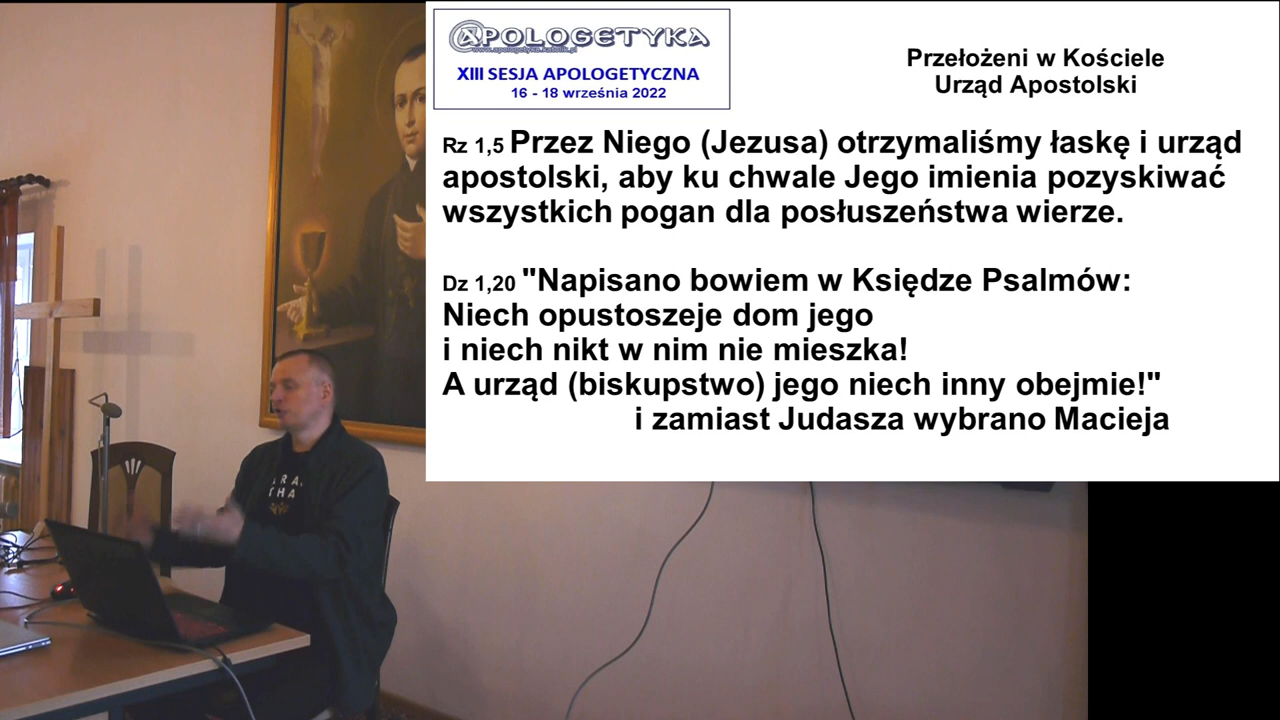 @POLOGETYKA
www.apologetyka.katolik.pl
XIII SESJA APOLOGETYCZNA
16 - 18 września 2022
Przełożeni w Kościele
Urząd Apostolski
Rz 1,5 Przez Niego (Jezusa) otrzymaliśmy łaskę i urząd
apostolski, aby ku chwale Jego imienia pozyskiwać
wszystkich pogan dla posłuszeństwa wierze.
Dz 1,20 "Napisano bowiem w Księdze Psalmów:
Niech opustoszeje dom jego
i niech nikt w nim nie mieszka!
A urząd (biskupstwo) jego niech inny obejmie!"
i zamiast Judasza wybrano Macieja